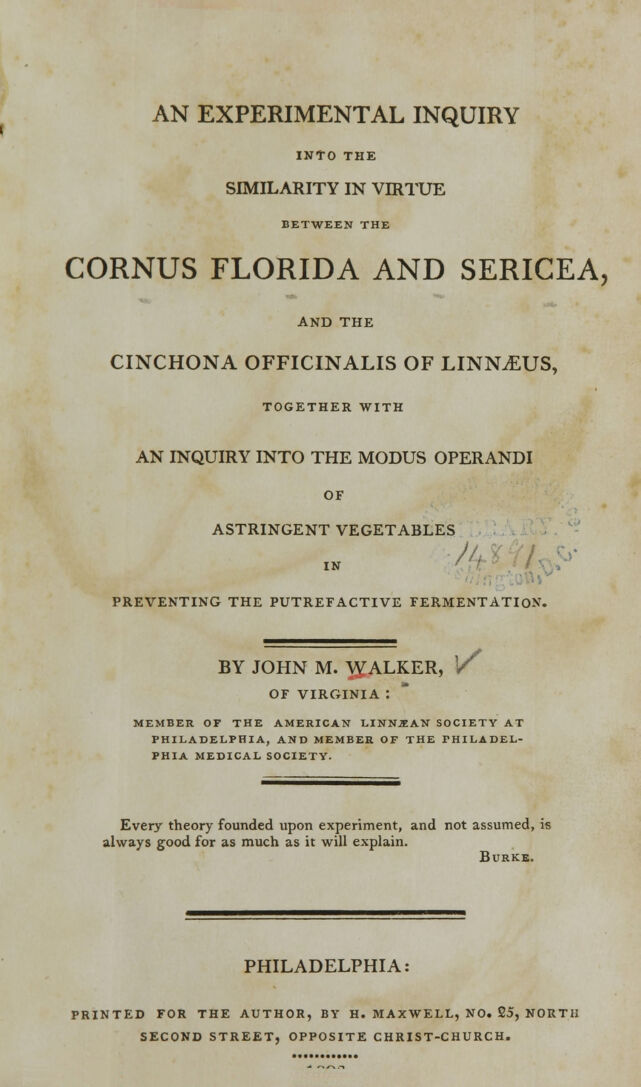 AN EXPERIMENTAL INQUIRY
INTO THE
SIMILARITY IN VIRTUE
BETWEEN THE
CORNUS FLORIDA AND SERICEA,
AND THE
CINCHONA OFFICINALIS OF LINNÆUS,
TOGETHER WITH
AN INQUIRY INTO THE MODUS OPERANDI
OF
ASTRINGENT VEGETABLES
LIBRARY.
IN
14891
PREVENTING THE PUTREFACTIVE FERMENTATION.
BY JOHN M. WALKER,
OF VIRGINIA:
MEMBER OF THE AMERICAN LINNÆAN SOCIETY AT
PHILADELPHIA, AND MEMBER OF THE PHILADEL-
PHIA MEDICAL SOCIETY.
Every theory founded upon experiment, and not assumed, is
always good for as much as it will explain.
BURKE.
PHILADELPHIA:
PRINTED FOR THE AUTHOR, BY H. MAXWELL, NO. 25, NORTH
SECOND STREET, OPPOSITE CHRIST-CHURCH.